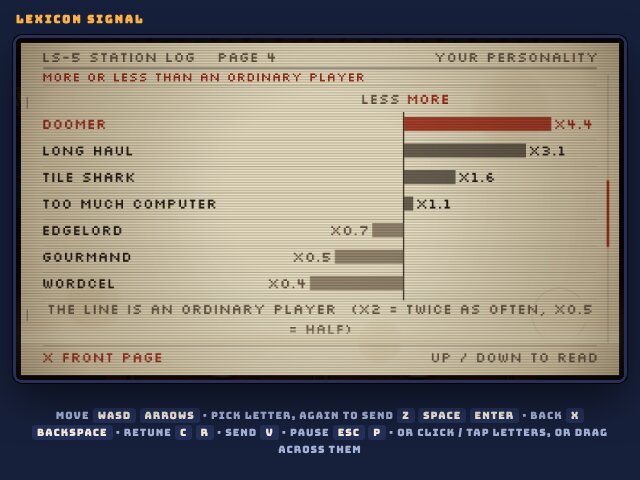 LEXICON SIGNAL
LS-5 STATION LOG PAGE 4 YOUR PERSONALITY
MORE OR LESS THAN AN ORDINARY PLAYER
LESS MORE
DOOMER X4.4
LONG HAUL X3.1
TILE SHARK X1.6
TOO MUCH COMPUTER X1.1
EDGELORD X0.7
GOURMAND X0.5
WORDCEL X0.4
THE LINE IS AN ORDINARY PLAYER (X2 = TWICE AS OFTEN, X0.5
= HALF)
X FRONT PAGE UP / DOWN TO READ
MOVE WASD ARROWS · PICK LETTER, AGAIN TO SEND Z SPACE ENTER · BACK X
BACKSPACE · RETUNE C R · SEND V · PAUSE ESC P · OR CLICK / TAP LETTERS, OR DRAG
ACROSS THEM